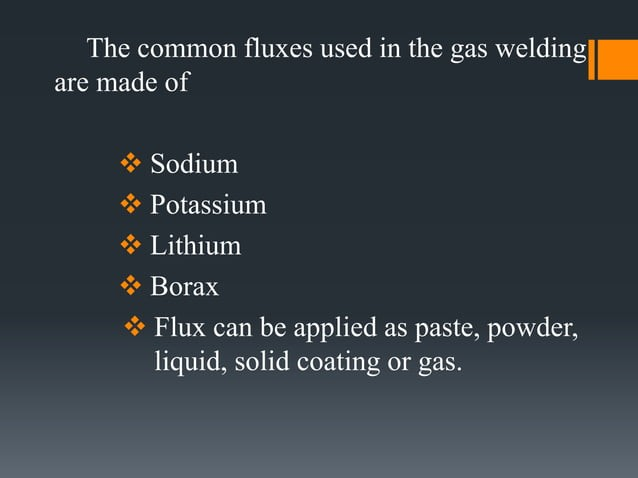 The common fluxes used in the gas welding
are made of
❖ Sodium
❖ Potassium
❖ Lithium
❖ Borax
❖ Flux can be applied as paste, powder,
liquid, solid coating or gas.